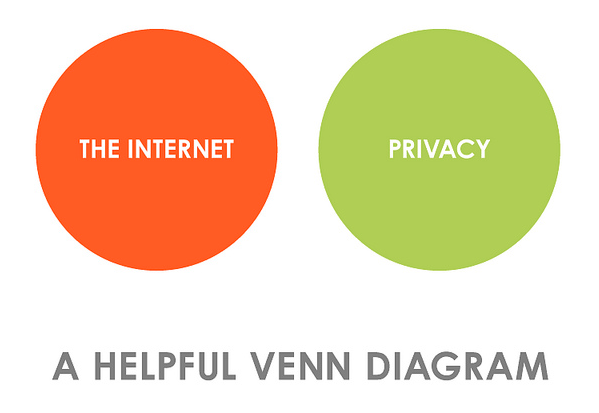 THE INTERNET
PRIVACY
A HELPFUL VENN DIAGRAM